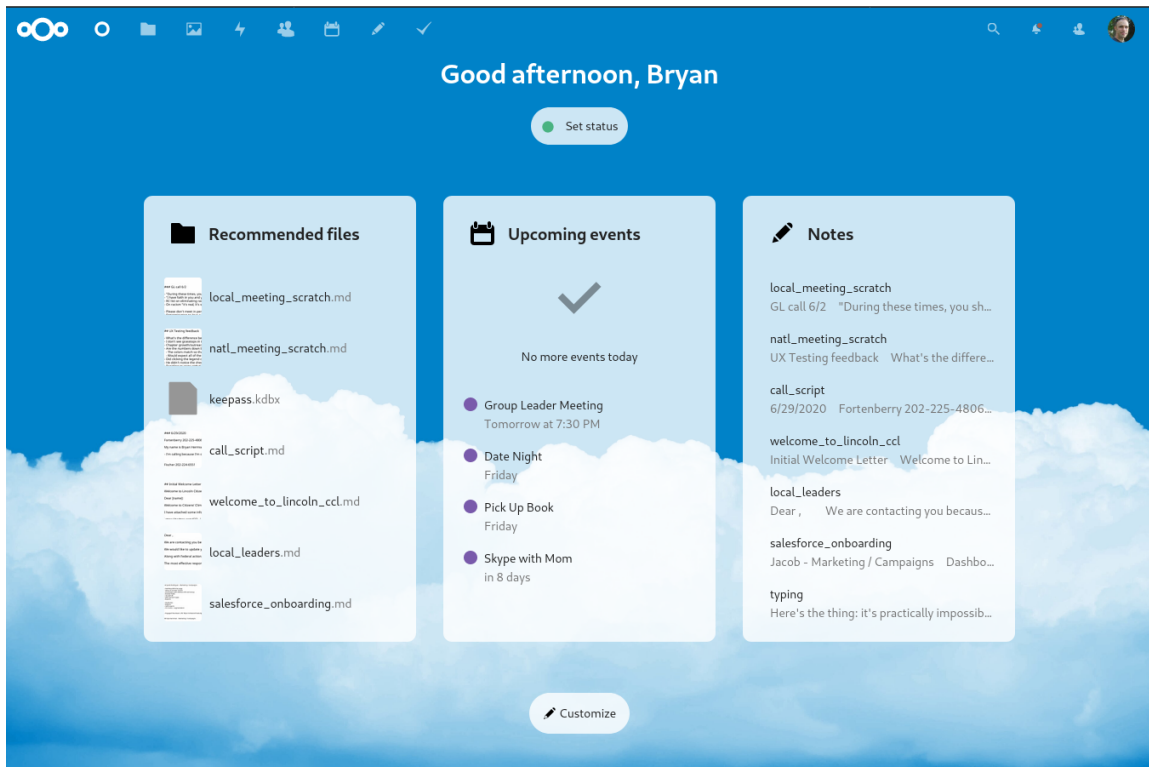 Good afternoon, Bryan
Set status
Recommended files
local_meeting_scratch.md
natl_meeting_scratch.md
keepass.kdbx
call_script.md
welcome_to_lincoln_ccl.md
local_leaders.md
salesforce_onboarding.md
Upcoming events
No more events today
Group Leader Meeting
Tomorrow at 7:30 PM
Date Night
Friday
Pick Up Book
Friday
Skype with Mom
in 8 days
Notes
local_meeting_scratch
GL call 6/2 "During these times, you sh...
natl_meeting_scratch
UX Testing feedback What's the differe...
call_script
6/29/2020 Fortenberry 202-225-4806...
welcome_to_lincoln_ccl
Initial Welcome Letter Welcome to Lin...
local_leaders
Dear , We are contacting you becaus...
salesforce_onboarding
Jacob - Marketing / Campaigns Dashbo...
typing
Here's the thing: it's practically impossib...
Customize